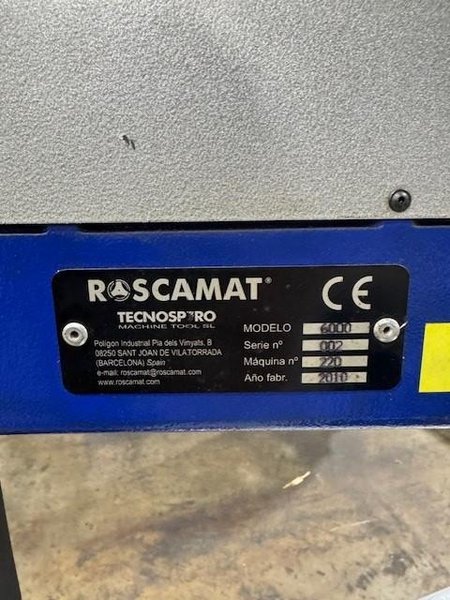 ROSCAMAT®
CE
TECNOSPIRO
MACHINE TOOL SL
Polígon Industrial Pla dels Vinyats, B
08250 SANT JOAN DE VILATORRADA
(BARCELONA) Spain
e-mail: roscamat@roscamat.com
www.roscamat.com
MODELO 6000
Serie nº 002
Máquina nº 220
Año fabr. 2010